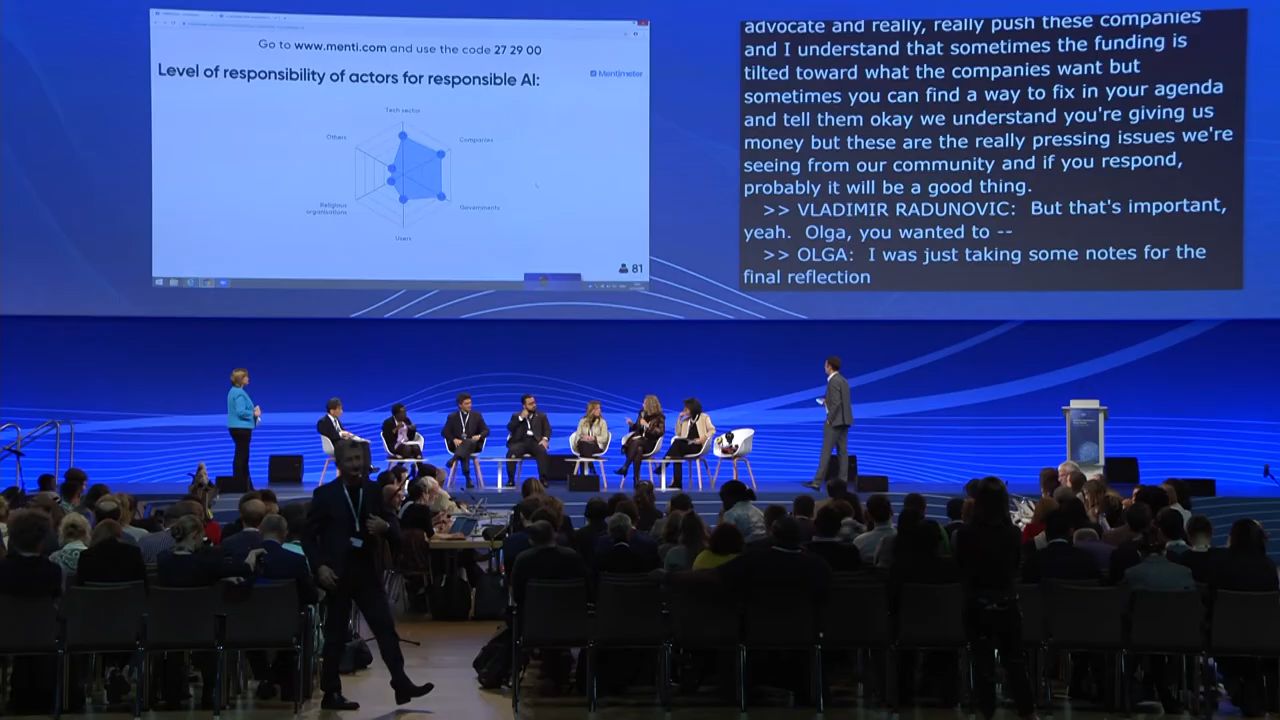 Go to www.menti.com and use the code 27 29 00
Level of responsibility of actors for responsible AI:
Mentimeter
Tech sector
Others
Companies
Religious
organisations
Governments
Users
81
advocate and really, really push these companies
and I understand that sometimes the funding is
tilted toward what the companies want but
sometimes you can find a way to fix in your agenda
and tell them okay we understand you're giving us
money but these are the really pressing issues we're
seeing from our community and if you respond,
probably it will be a good thing.
>> VLADIMIR RADUNOVIC: But that's important,
yeah. Olga, you wanted to --
>> OLGA: I was just taking some notes for the
final reflection